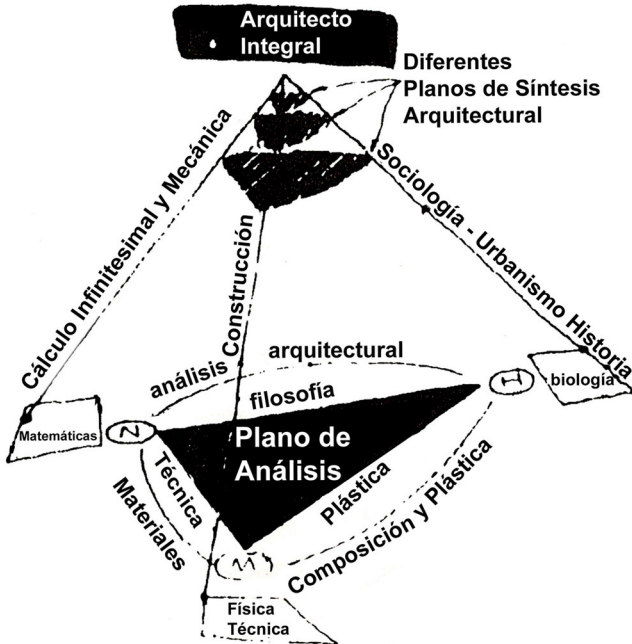 Arquitecto
Integral
Diferentes
Planos de Síntesis
Arquitectural
Cálculo Infinitesimal y Mecánica
Construcción
Sociología - Urbanismo Historia
análisis arquitectural
filosofía
Matemáticas
biología
Plano de
Análisis
Técnica
Materiales
Plástica
Composición y Plástica
Física
Técnica